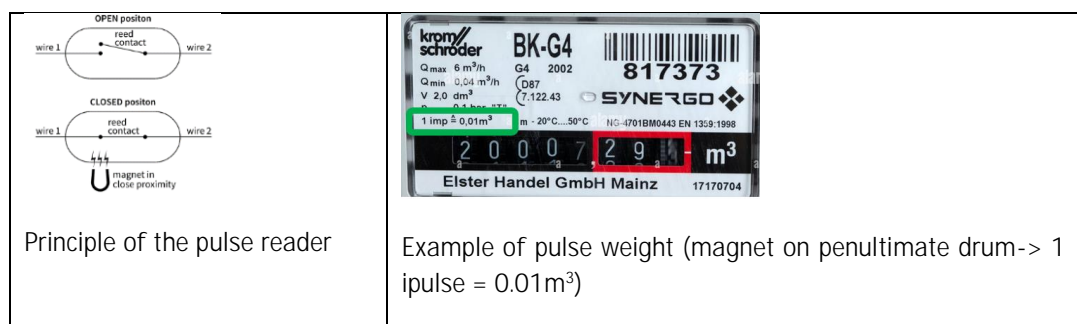 OPEN positon
reed
contact
wire 1
wire 2
CLOSED positon
reed
contact
wire 1
wire 2
magnet in
close proximity
Principle of the pulse reader
krom//
schröder
BK-G4
Qmax 6 m³/h
G4 2002
817373
Qmin 0,04 m³/h
D87
V 2,0 dm³
7.122.43
SYNERGO
1 imp ≙ 0,01m³
m - 20°C....50°C
NG-4701BM0443 EN 1359:1998
2 0 0 0 7 , 2 9
m³
Elster Handel GmbH Mainz
17170704
Example of pulse weight (magnet on penultimate drum-> 1
ipulse = 0.01m³)